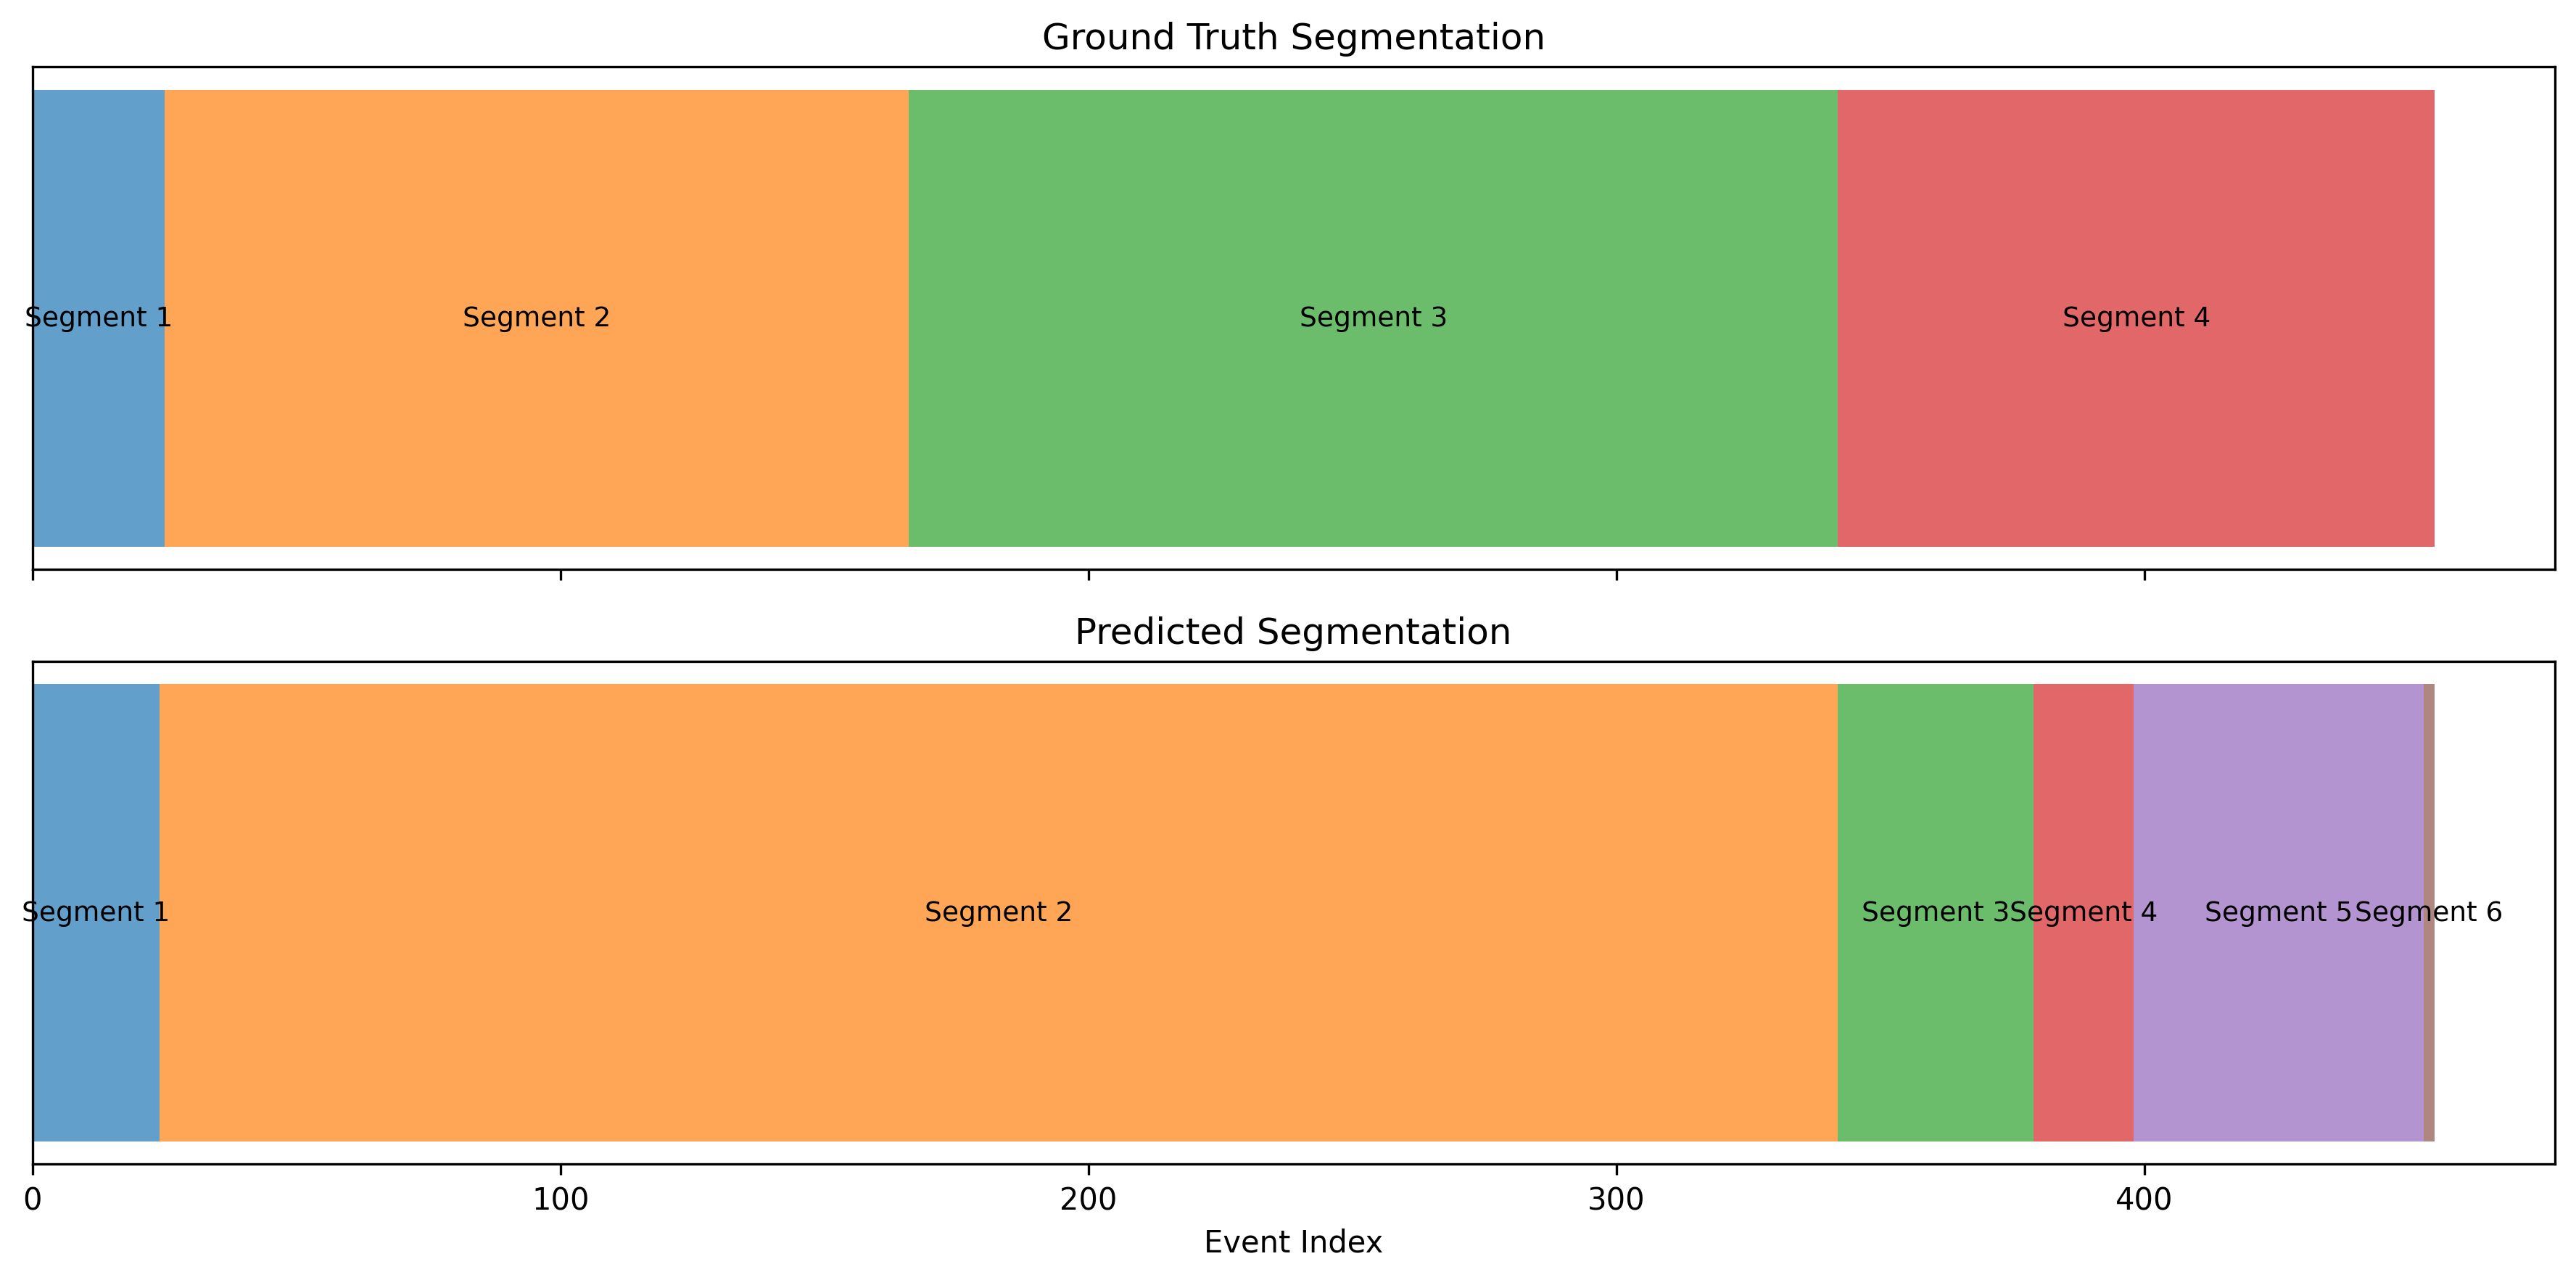 Ground Truth Segmentation
Segment 1 Segment 2 Segment 3 Segment 4
Predicted Segmentation
Segment 1 Segment 2 Segment 3 Segment 4 Segment 5 Segment 6
0 100 200 300 400
Event Index